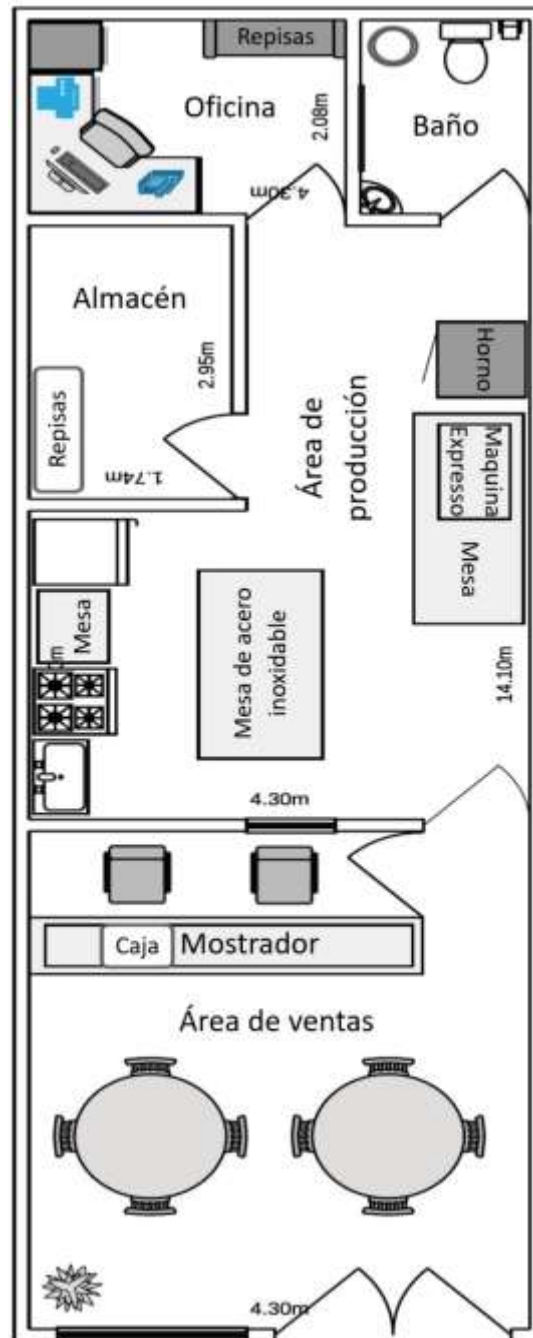 Repisas
Oficina
2.08m
4.30m
Baño
Almacén
2.95m
Repisas
1.74m
Área de
producción
Horno
Maquina
Expresso
Mesa
Mesa
Mesa de acero
inoxidable
14.10m
4.30m
Caja
Mostrador
Área de ventas
4.30m